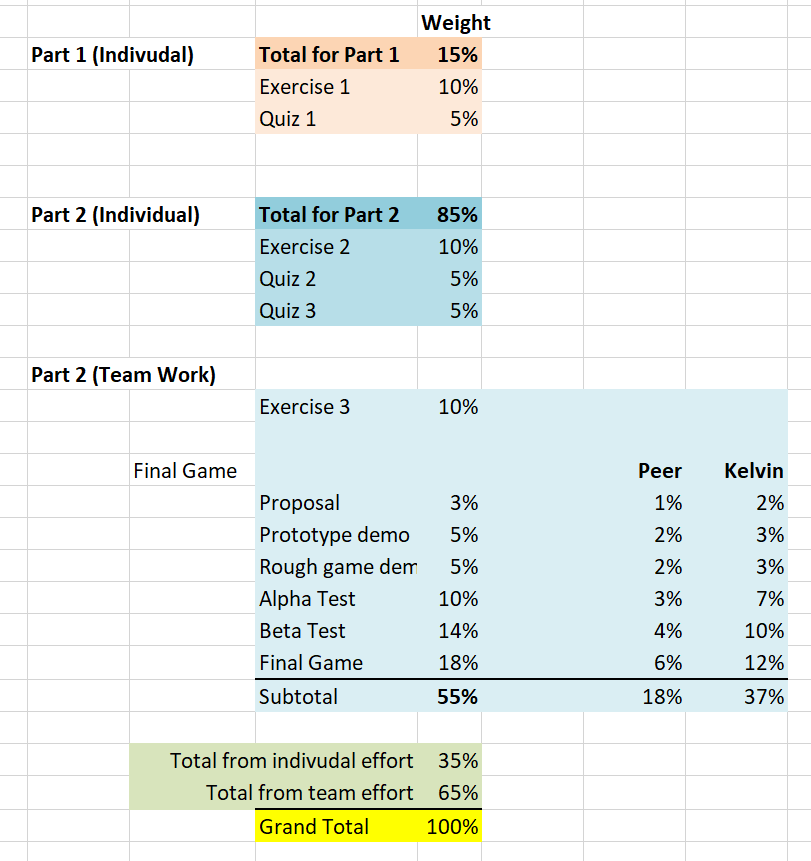 Weight
Part 1 (Indivudal) Total for Part 1 15%
Exercise 1 10%
Quiz 1 5%
Part 2 (Individual) Total for Part 2 85%
Exercise 2 10%
Quiz 2 5%
Quiz 3 5%
Part 2 (Team Work)
Exercise 3 10%
Final Game Peer Kelvin
Proposal 3% 1% 2%
Prototype demo 5% 2% 3%
Rough game dem 5% 2% 3%
Alpha Test 10% 3% 7%
Beta Test 14% 4% 10%
Final Game 18% 6% 12%
Subtotal 55% 18% 37%
Total from indivudal effort 35%
Total from team effort 65%
Grand Total 100%